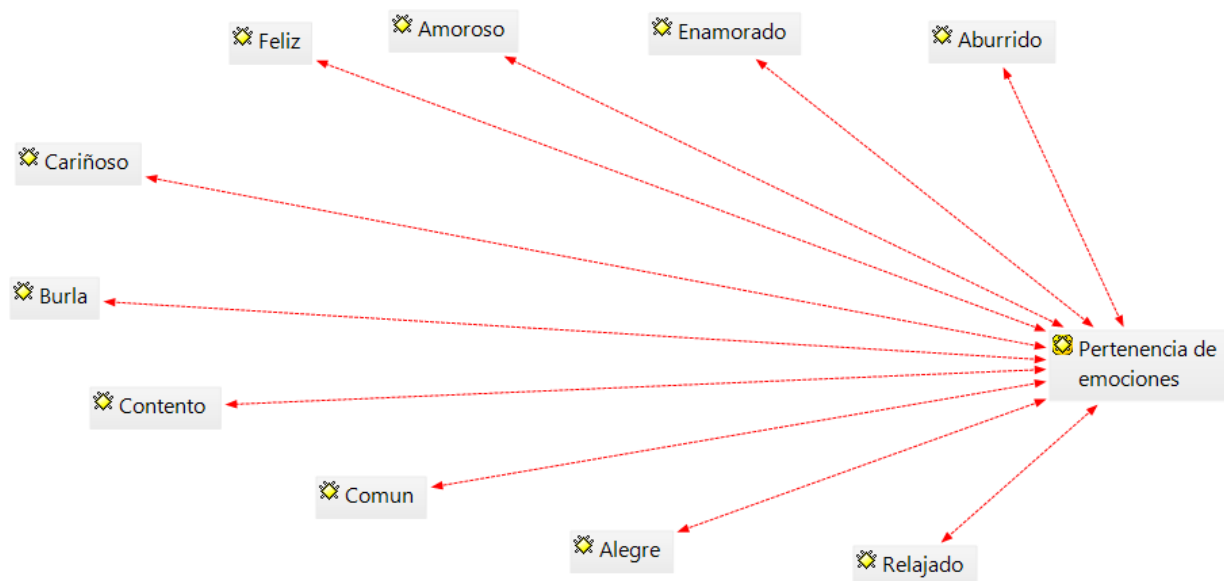 Feliz
Amoroso
Enamorado
Aburrido
Cariñoso
Burla
Pertenencia de
emociones
Contento
Comun
Alegre
Relajado